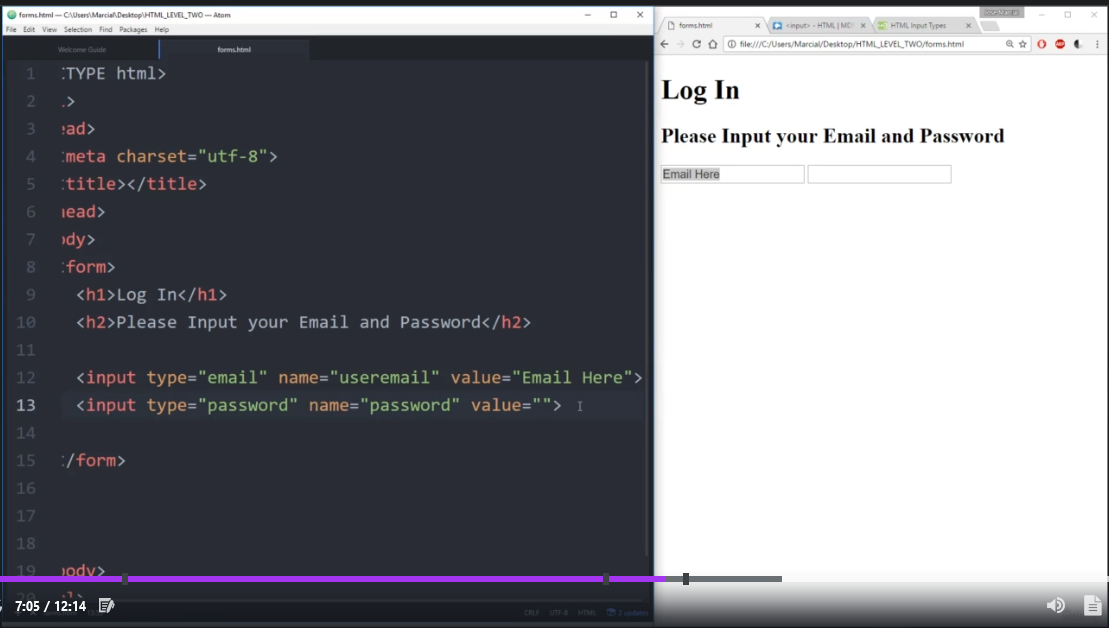 forms.html — C:\Users\Marcial\Desktop\HTML_LEVEL_TWO — Atom
File Edit View Selection Find Packages Help
Welcome Guide forms.html
1 :TYPE html>
2 .>
3 ead>
4 :meta charset="utf-8">
5 :title></title>
6 head>
7 ody>
8 :form>
9 <h1>Log In</h1>
10 <h2>Please Input your Email and Password</h2>
11
12 <input type="email" name="useremail" value="Email Here">
13 <input type="password" name="password" value="">
14
15 :/form>
16
17
18
19 body>
CRLF UTF-8 HTML 2 updates
7:05 / 12:14
forms.html
<input> - HTML | MD
HTML Input Types
Jose Marcial
file:///C:/Users/Marcial/Desktop/HTML_LEVEL_TWO/forms.html
ABP
Log In
Please Input your Email and Password
Email Here